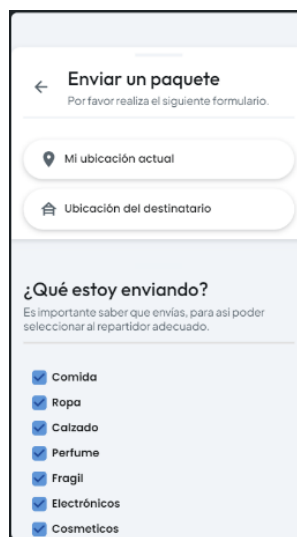 Enviar un paquete
Por favor realiza el siguiente formulario.
Mi ubicación actual
Ubicación del destinatario
¿Qué estoy enviando?
Es importante saber que envías, para asi poder
seleccionar al repartidor adecuado.
Comida
Ropa
Calzado
Perfume
Fragil
Electrónicos
Cosmeticos